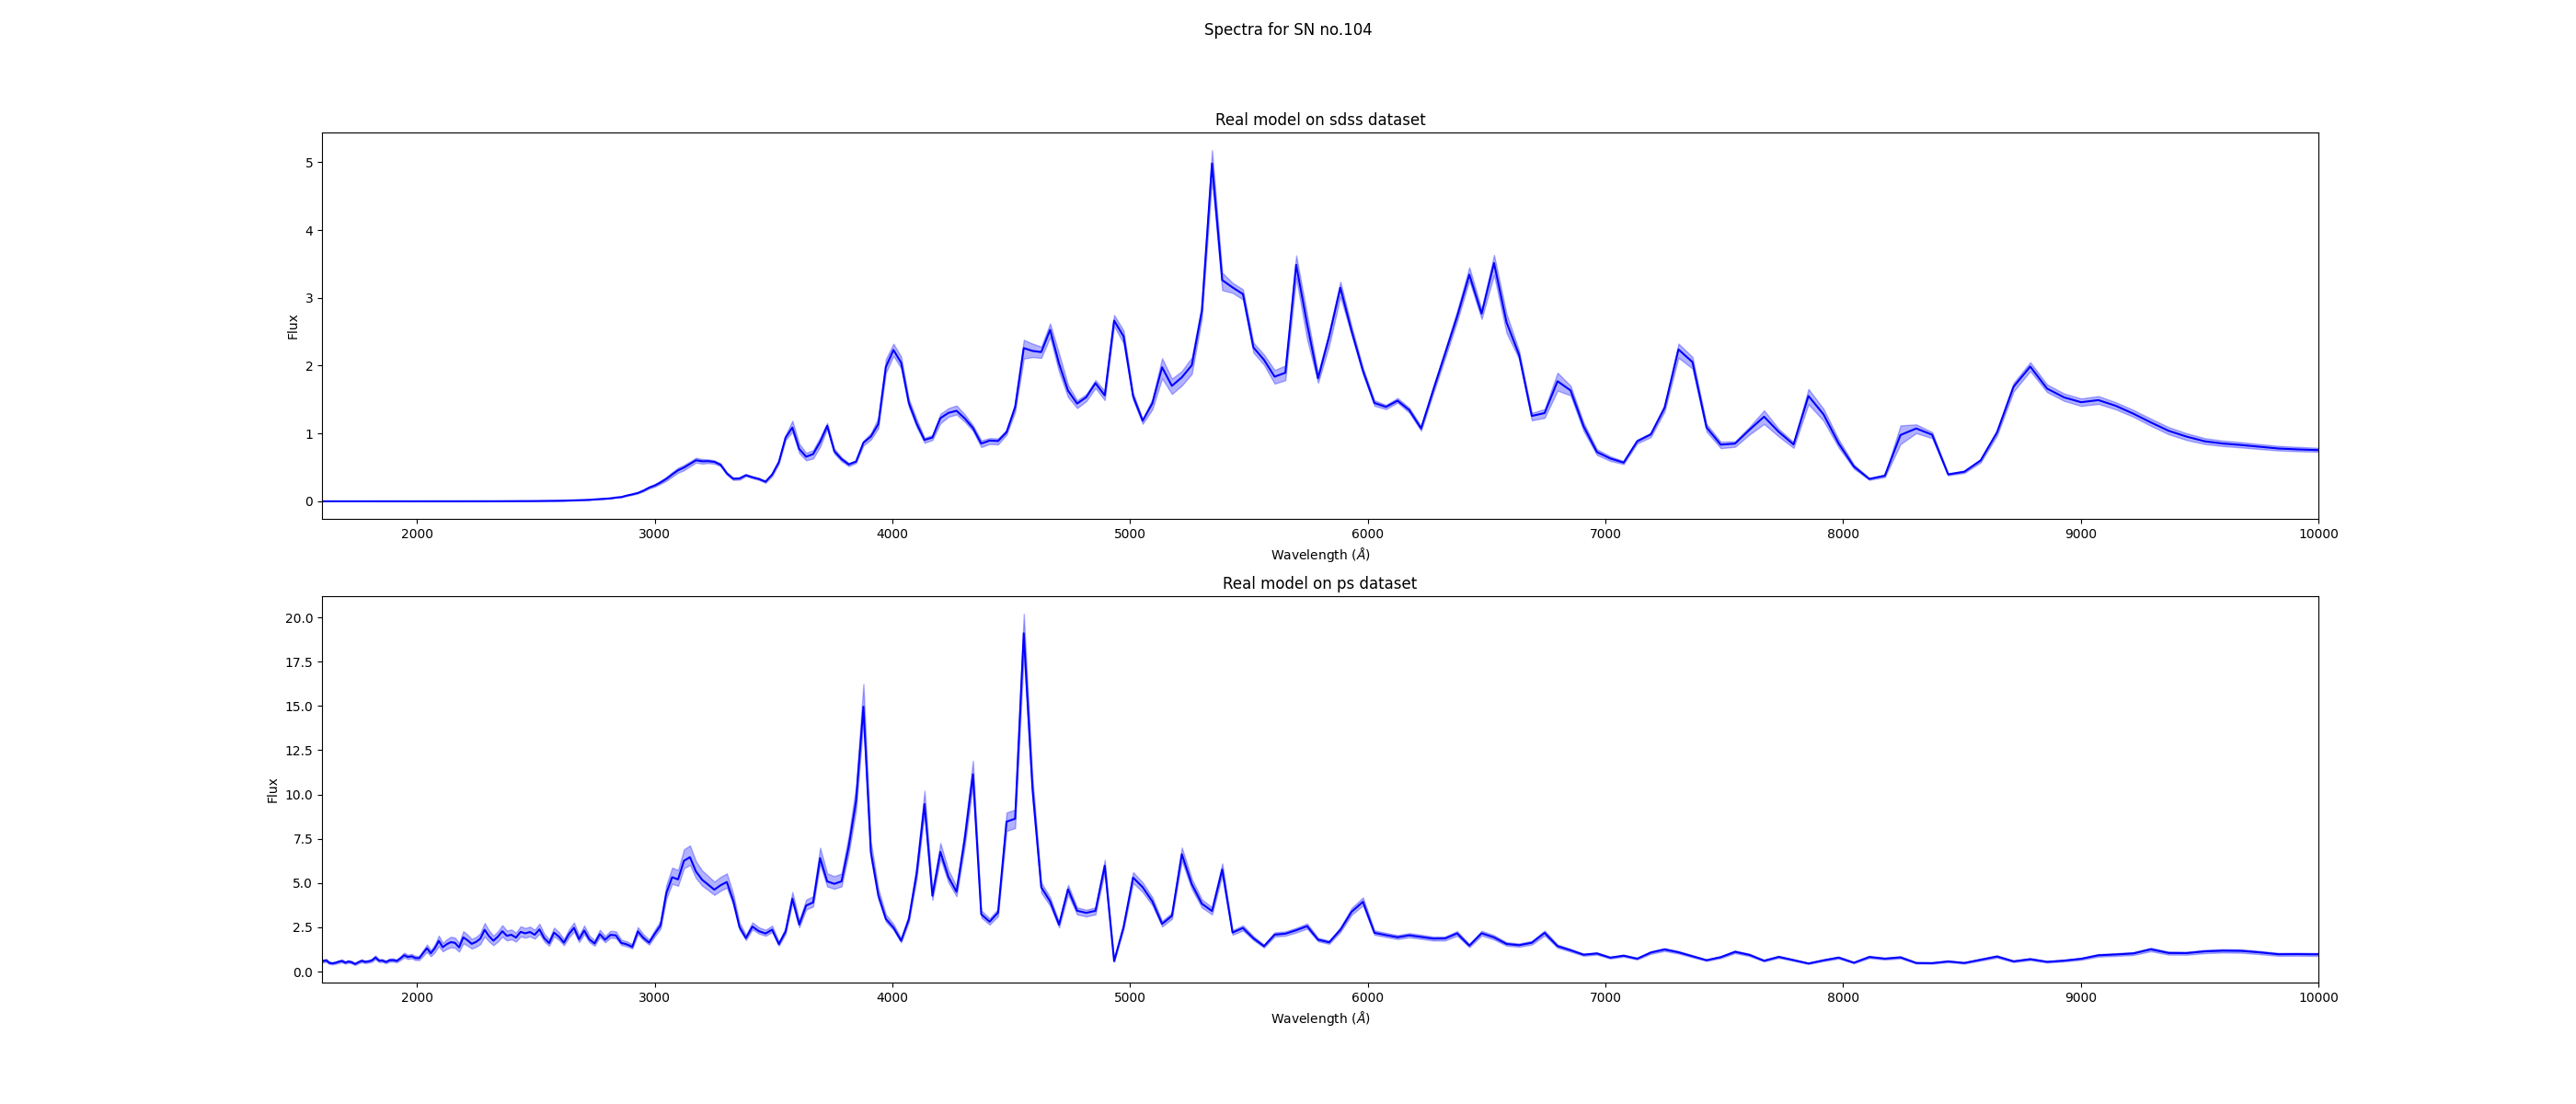 Spectra for SN no.104
Real model on sdss dataset
5
4
3
2
1
0
Flux
2000 3000 4000 5000 6000 7000 8000 9000 10000
Wavelength (Å)
Real model on ps dataset
20.0
17.5
15.0
12.5
10.0
7.5
5.0
2.5
0.0
Flux
2000 3000 4000 5000 6000 7000 8000 9000 10000
Wavelength (Å)